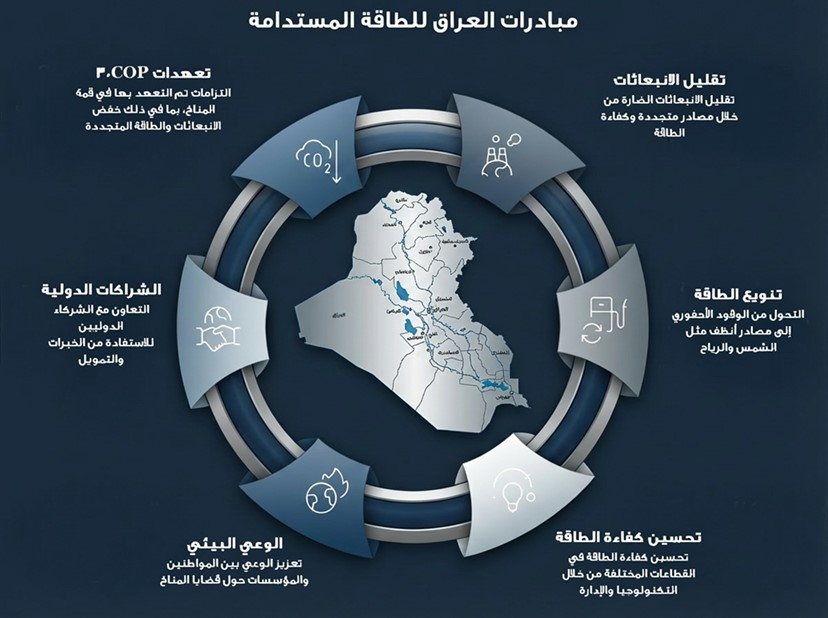 مبادرات العراق للطاقة المستدامة
تقليل الانبعاثات
تقليل الانبعاثات الضارة من
خلال مصادر متجددة وكفاءة
الطاقة
تنويع الطاقة
التحول من الوقود الأحفوري
إلى مصادر أنظف مثل
الشمس والرياح
تحسين كفاءة الطاقة
تحسين كفاءة الطاقة في
القطاعات المختلفة من خلال
التكنولوجيا والإدارة
الوعي البيئي
تعزيز الوعي بين المواطنين
والمؤسسات حول قضايا المناخ
الشراكات الدولية
التعاون مع الشركاء
الدوليين
للاستفادة من الخبرات
والتمويل
تعهدات COP.٣
التزامات تم التعهد بها في قمة
المناخ، بما في ذلك خفض
الانبعاثات والطاقة المتجددة
CO2